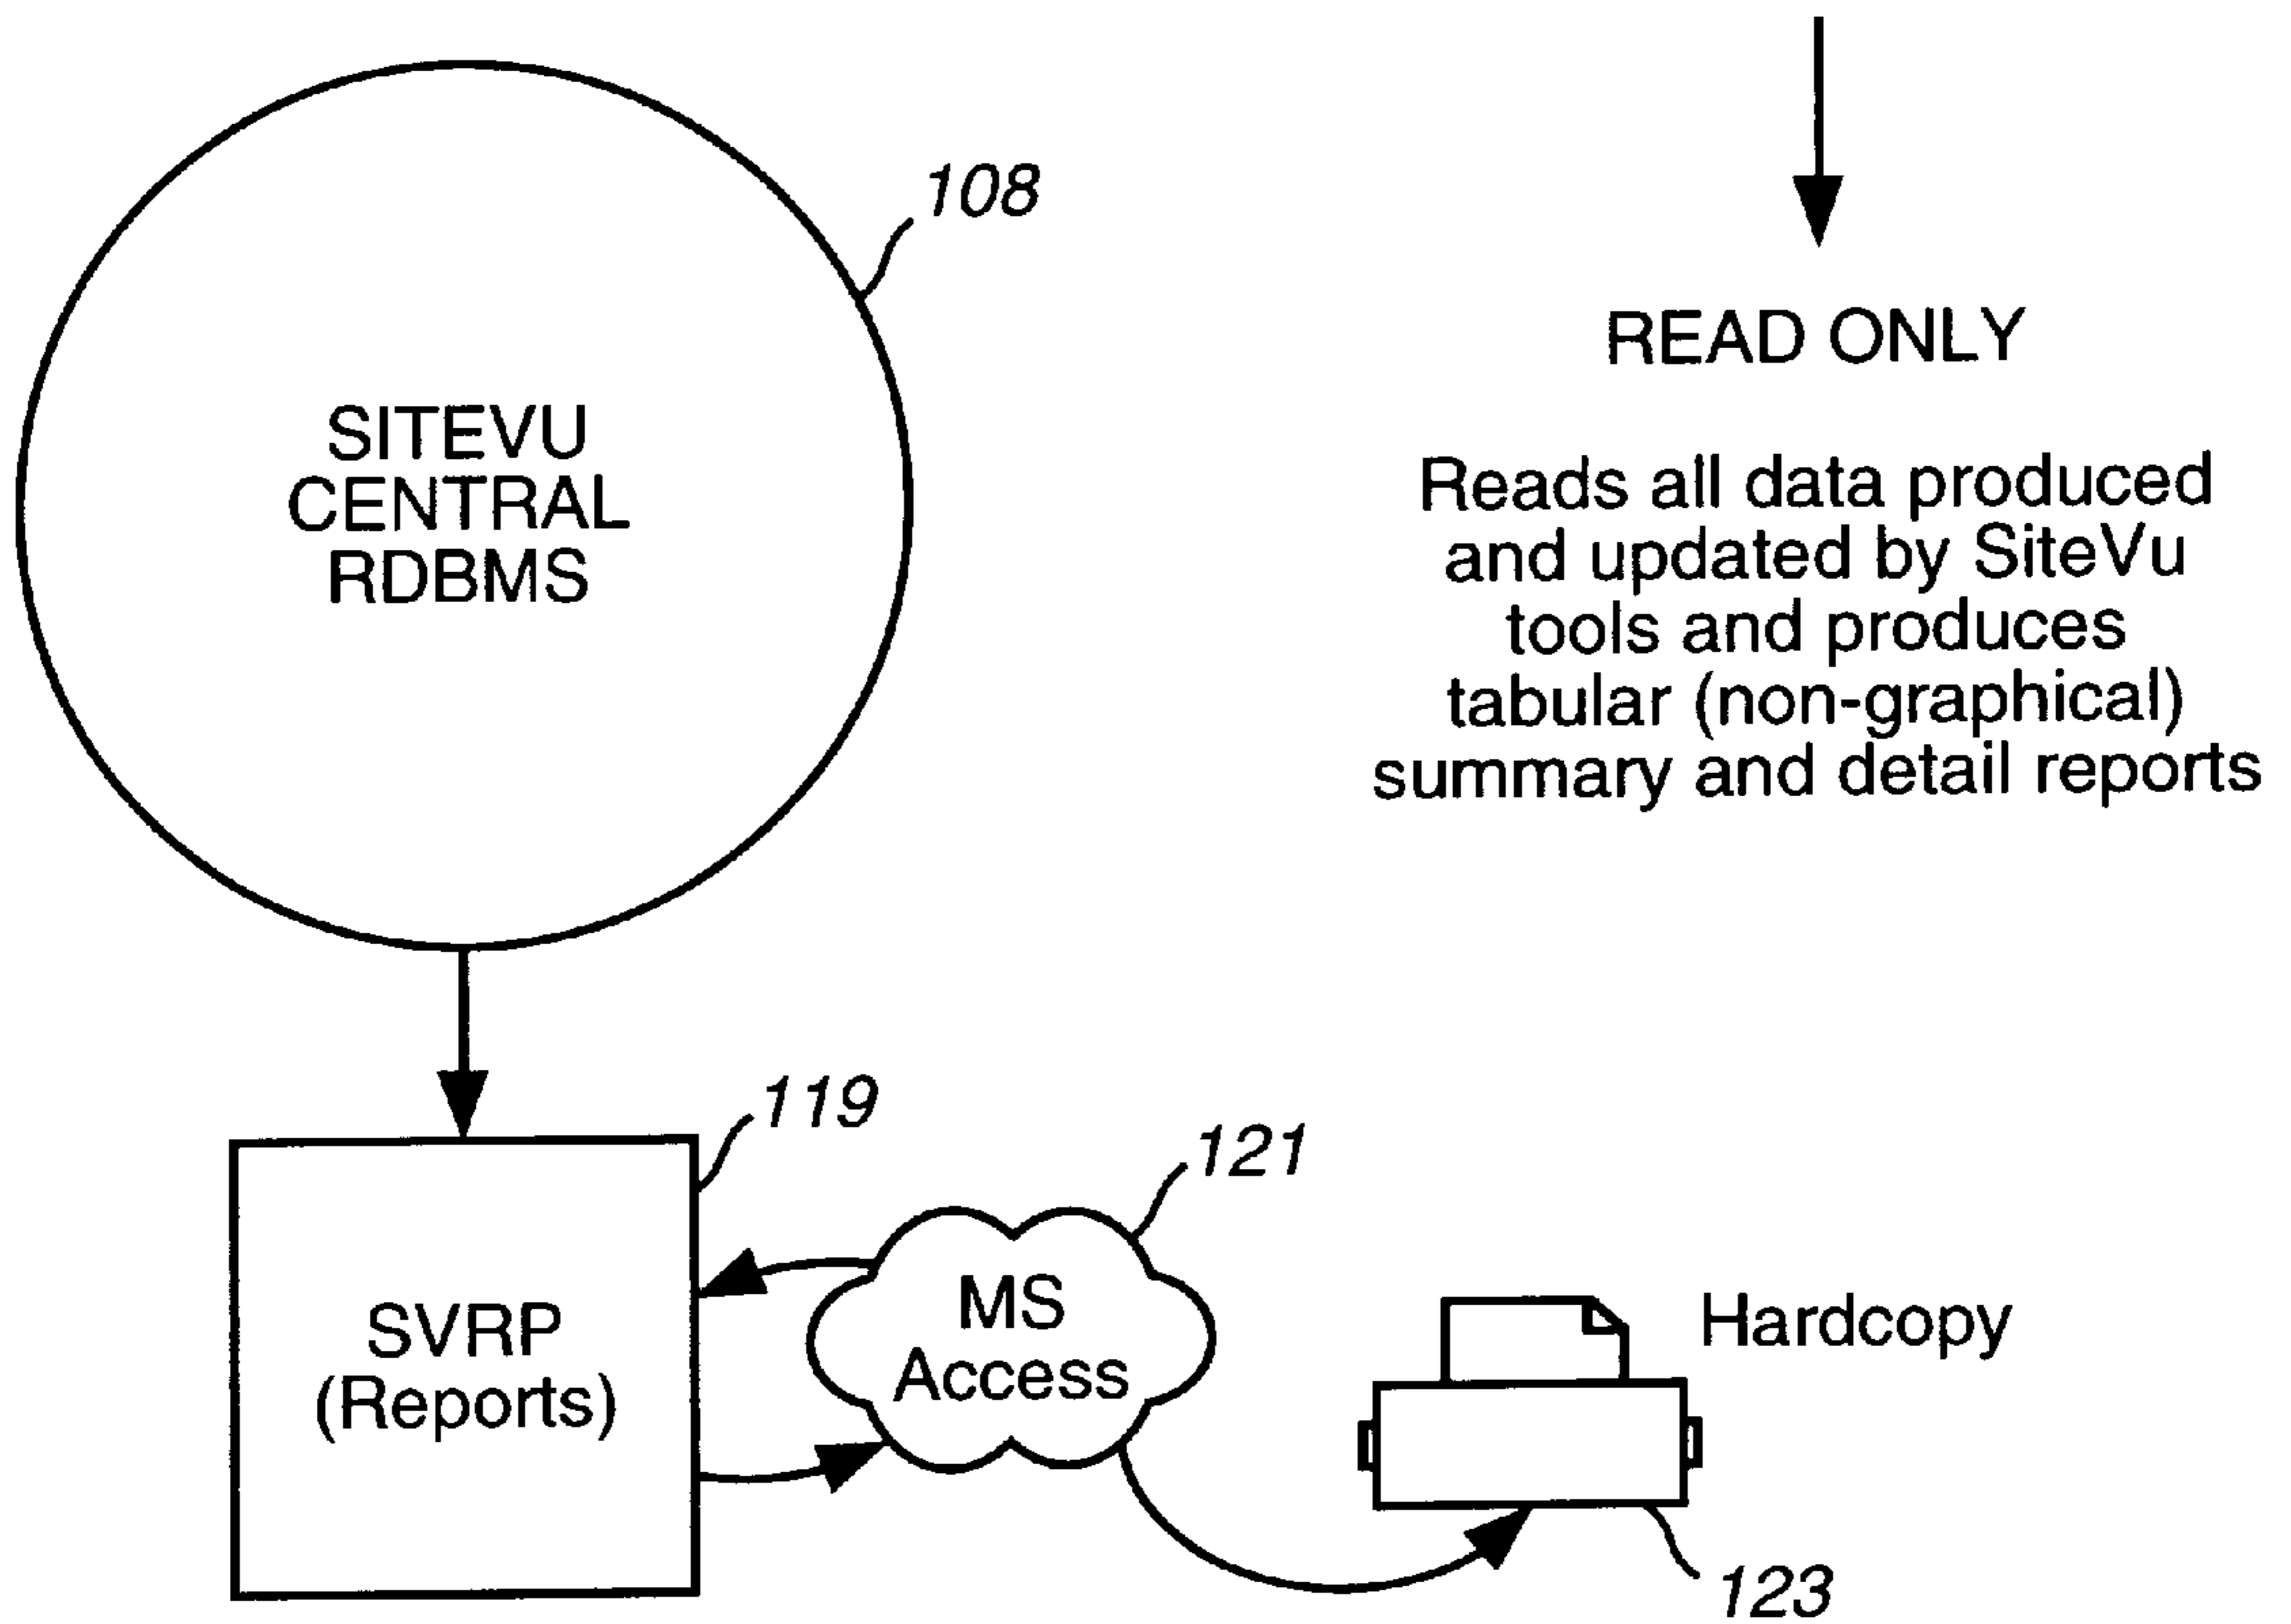 108
SITEVU
CENTRAL
RDBMS
READ ONLY
Reads all data produced
and updated by SiteVu
tools and produces
tabular (non-graphical)
summary and detail reports
119
SVRP
(Reports)
121
MS
Access
Hardcopy
123